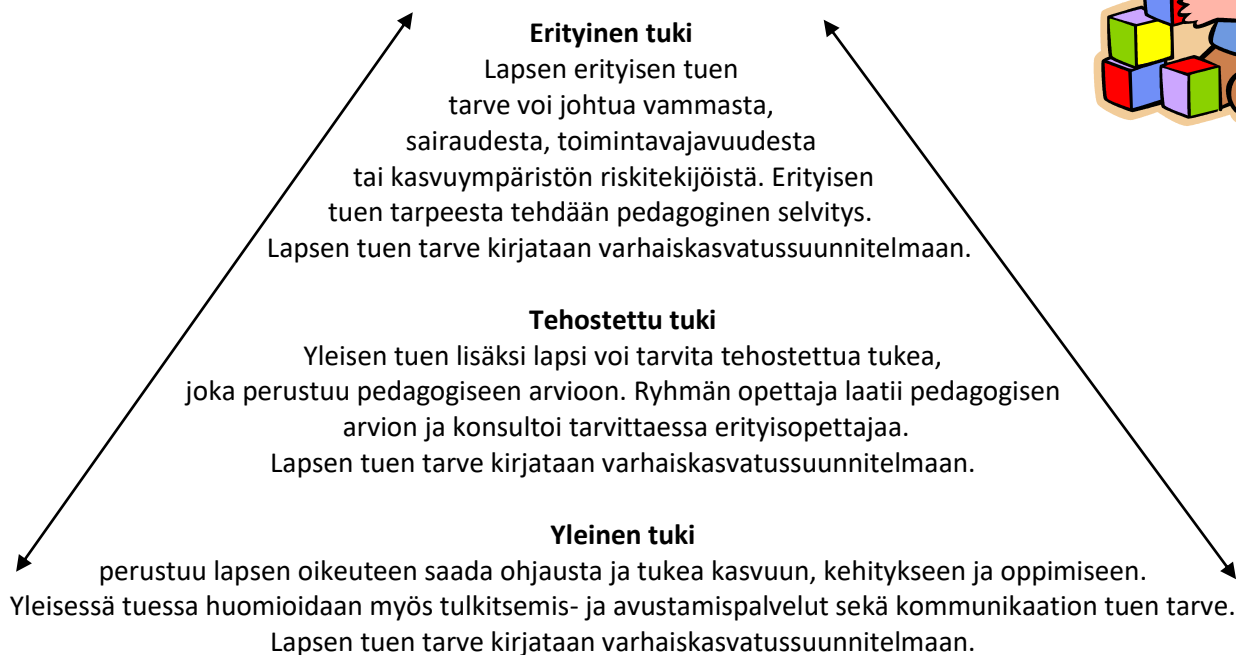 Erityinen tuki
Lapsen erityisen tuen
tarve voi johtua vammasta,
sairaudesta, toimintavajavuudesta
tai kasvuympäristön riskitekijöistä. Erityisen
tuen tarpeesta tehdään pedagoginen selvitys.
Lapsen tuen tarve kirjataan varhaiskasvatussuunnitelmaan.
Tehostettu tuki
Yleisen tuen lisäksi lapsi voi tarvita tehostettua tukea,
joka perustuu pedagogiseen arvioon. Ryhmän opettaja laatii pedagogisen
arvion ja konsultoi tarvittaessa erityisopettajaa.
Lapsen tuen tarve kirjataan varhaiskasvatussuunnitelmaan.
Yleinen tuki
perustuu lapsen oikeuteen saada ohjausta ja tukea kasvuun, kehitykseen ja oppimiseen.
Yleisessä tuessa huomioidaan myös tulkitsemis- ja avustamispalvelut sekä kommunikaation tuen tarve.
Lapsen tuen tarve kirjataan varhaiskasvatussuunnitelmaan.